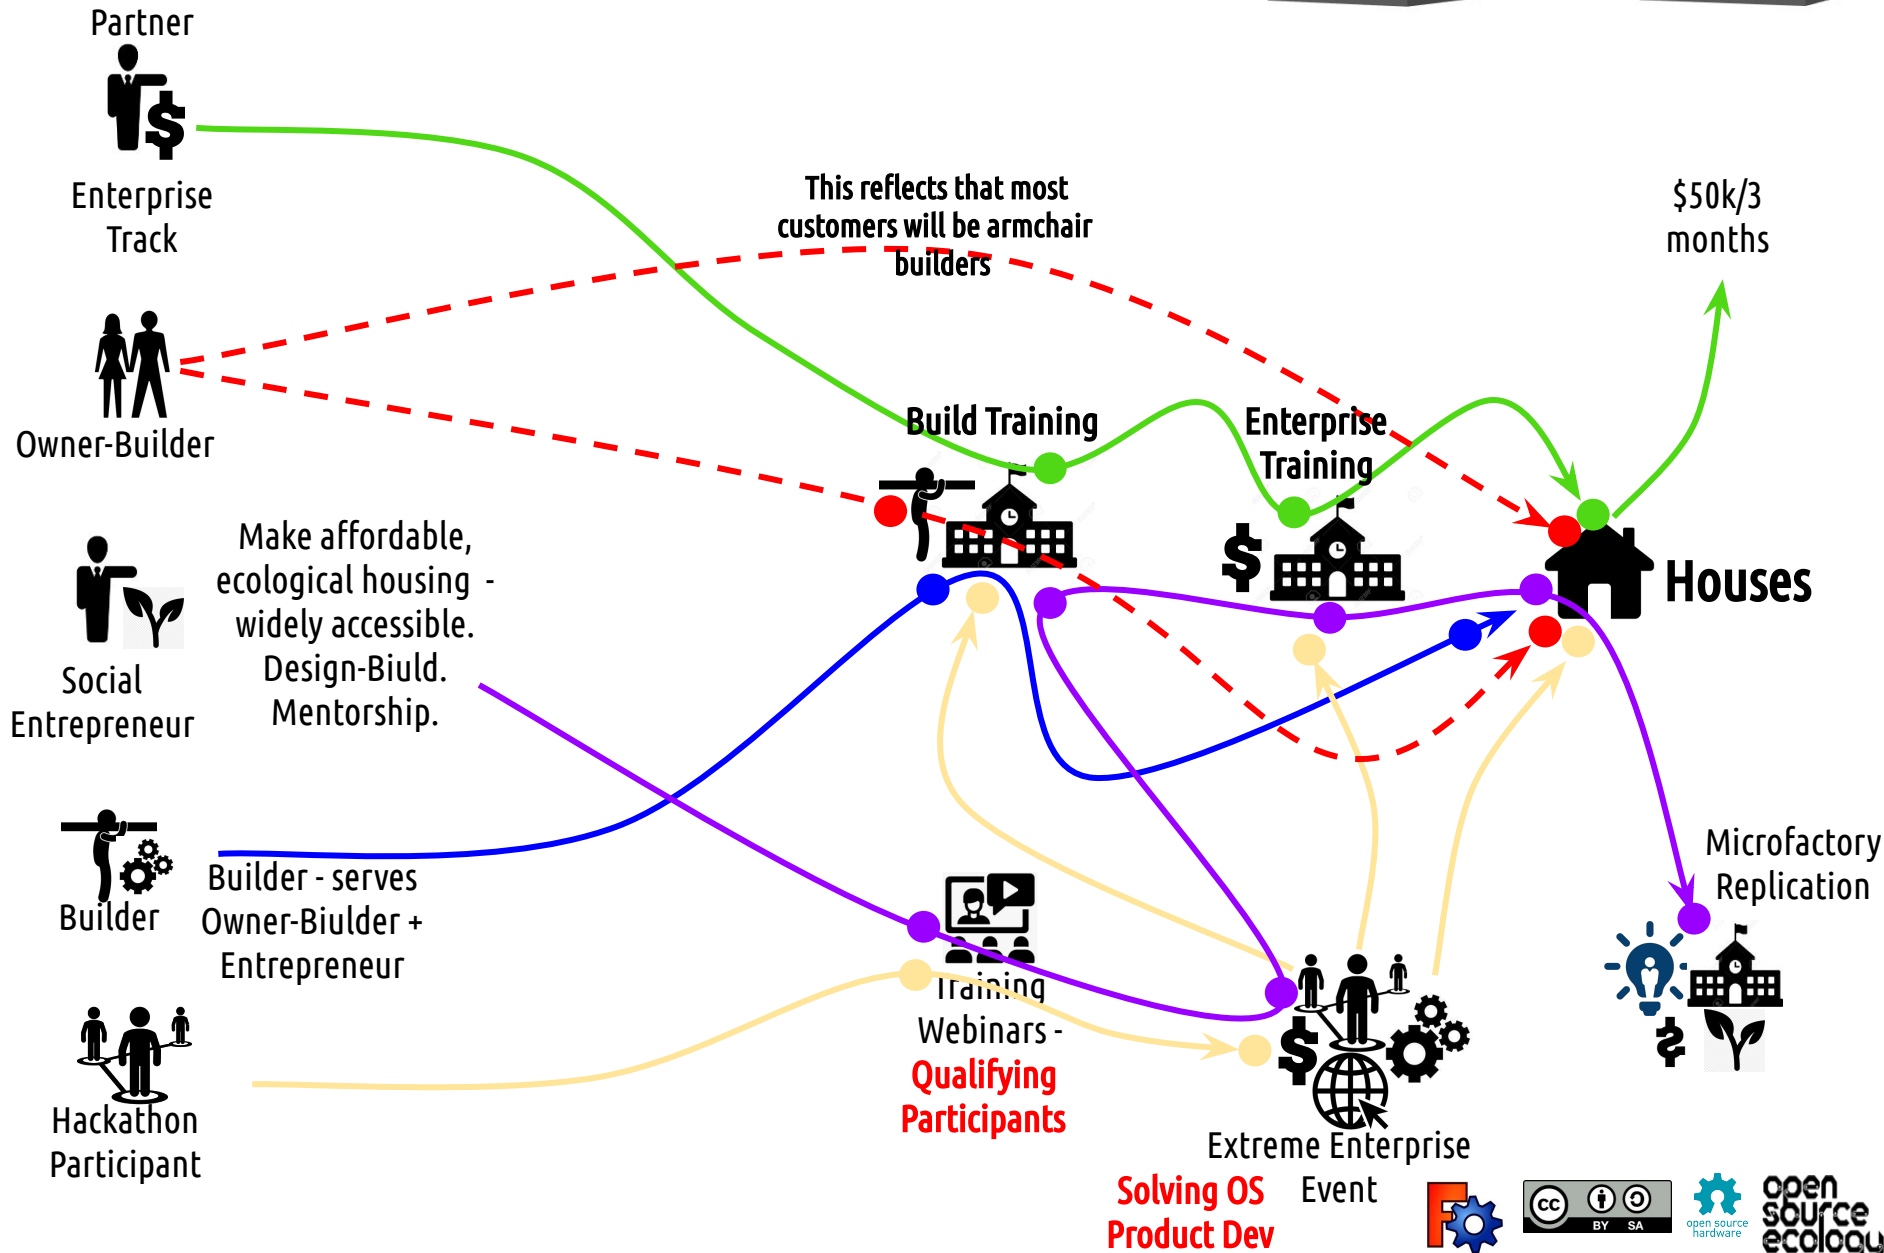 Partner
Enterprise
Track
This reflects that most
customers will be armchair
builders
$50k/3
months
Owner-Builder
Build Training
Enterprise
Training
Make affordable,
ecological housing -
widely accessible.
Design-Biuld.
Mentorship.
Houses
Social
Entrepreneur
Builder - serves
Owner-Biulder +
Entrepreneur
Builder
Microfactory
Replication
Training
Webinars -
Qualifying
Participants
Hackathon
Participant
Extreme Enterprise
Event
Solving OS
Product Dev
cc
BY SA
open source
hardware
open
source
ecology